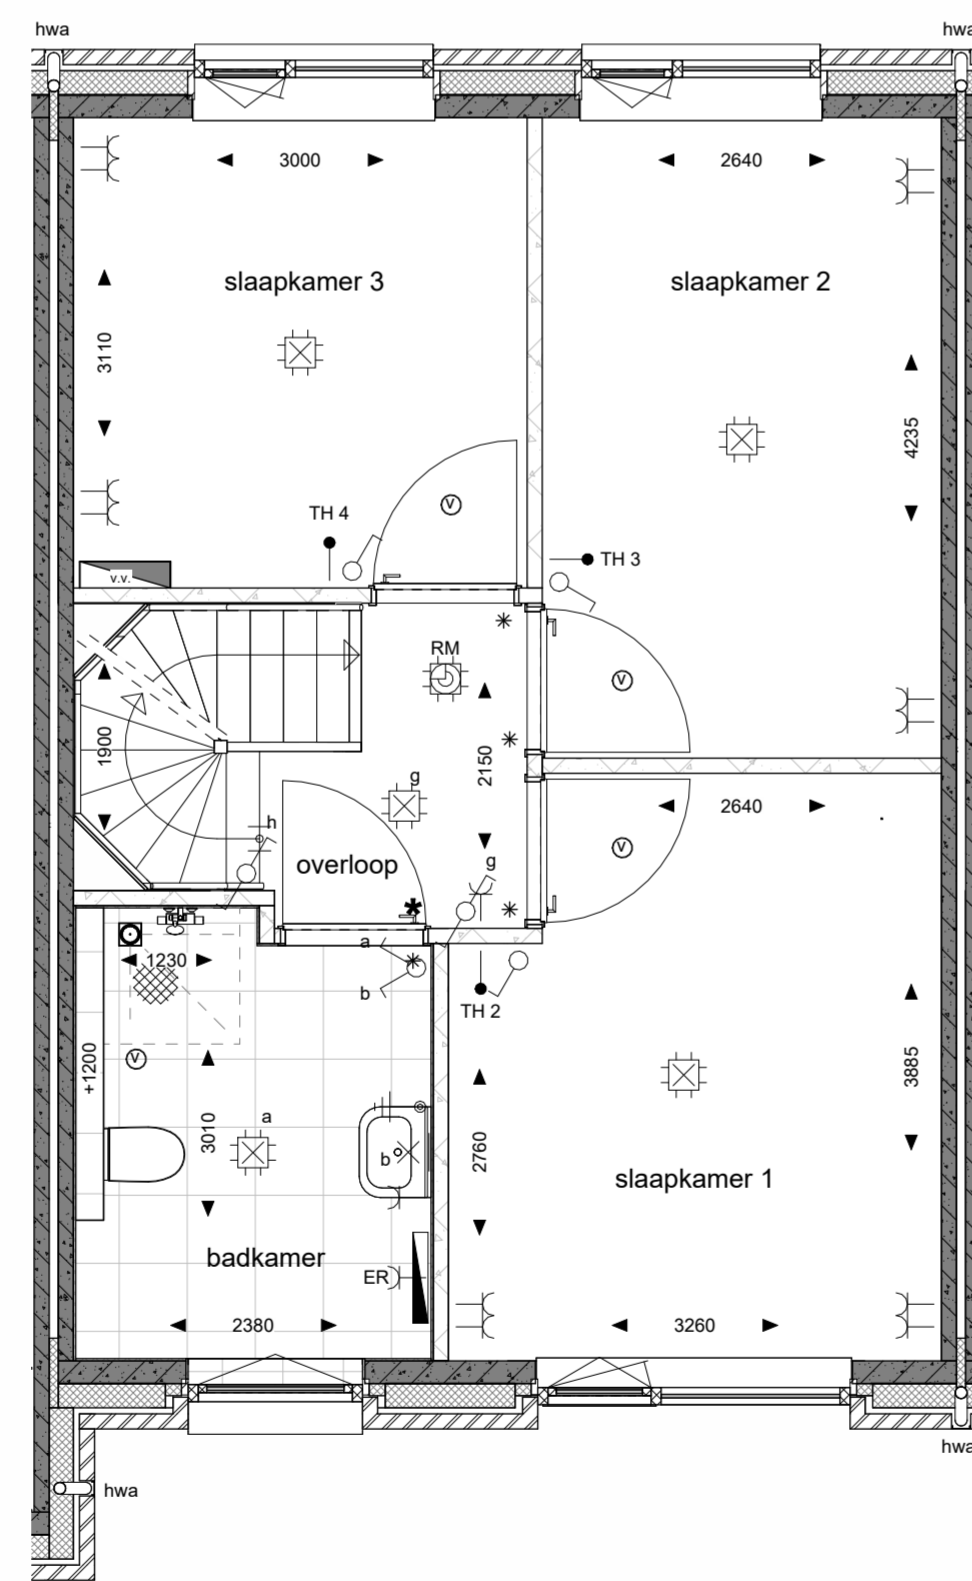 hwa
hwa
3000
2640
slaapkamer 3
slaapkamer 2
3110
4235
TH 4
TH 3
v.v.
V
RM
V
1900
2150
g
2640
h
V
overloop
g
a
1230
b
TH 2
+1200
V
3885
a
3010
2760
b
slaapkamer 1
badkamer
ER
2380
3260
hwa
hwa